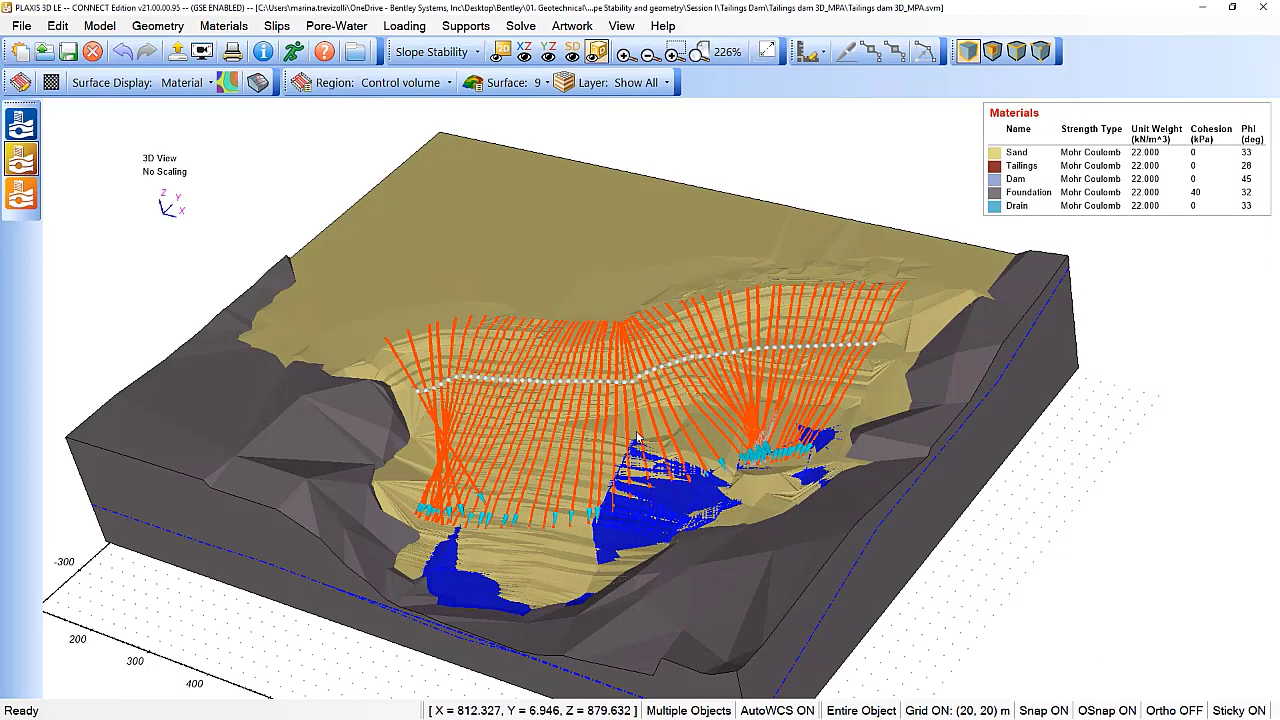 PLAXIS 3D LE -- CONNECT Edition v21.00.00.95 -- (GSE ENABLED) - [C:\Users\marina.trevizolli\OneDrive - Bentley Systems, Inc\Desktop\Bentley\01. Geotechnical\...pe Stability and geometry\Session I\Tailings Dam\Tailings dam 3D_MPA\Tailings dam 3D_MPA.svm]
File Edit Model Geometry Materials Slips Pore-Water Loading Supports Solve Artwork View Help
Slope Stability 2D XZ YZ SD 226%
Surface Display: Material Region: Control volume Surface: 9 Layer: Show All
3D View
No Scaling
Z Y X
Materials
Name Strength Type Unit Weight (kN/m^3) Cohesion (kPa) Phi (deg)
Sand Mohr Coulomb 22.000 0 33
Tailings Mohr Coulomb 22.000 0 28
Dam Mohr Coulomb 22.000 0 45
Foundation Mohr Coulomb 22.000 40 32
Drain Mohr Coulomb 22.000 0 33
-300
200
300
400
Ready [ X = 812.327, Y = 6.946, Z = 879.632 ] Multiple Objects AutoWCS ON Entire Object Grid ON: (20, 20) m Snap ON OSnap ON Ortho OFF Sticky ON